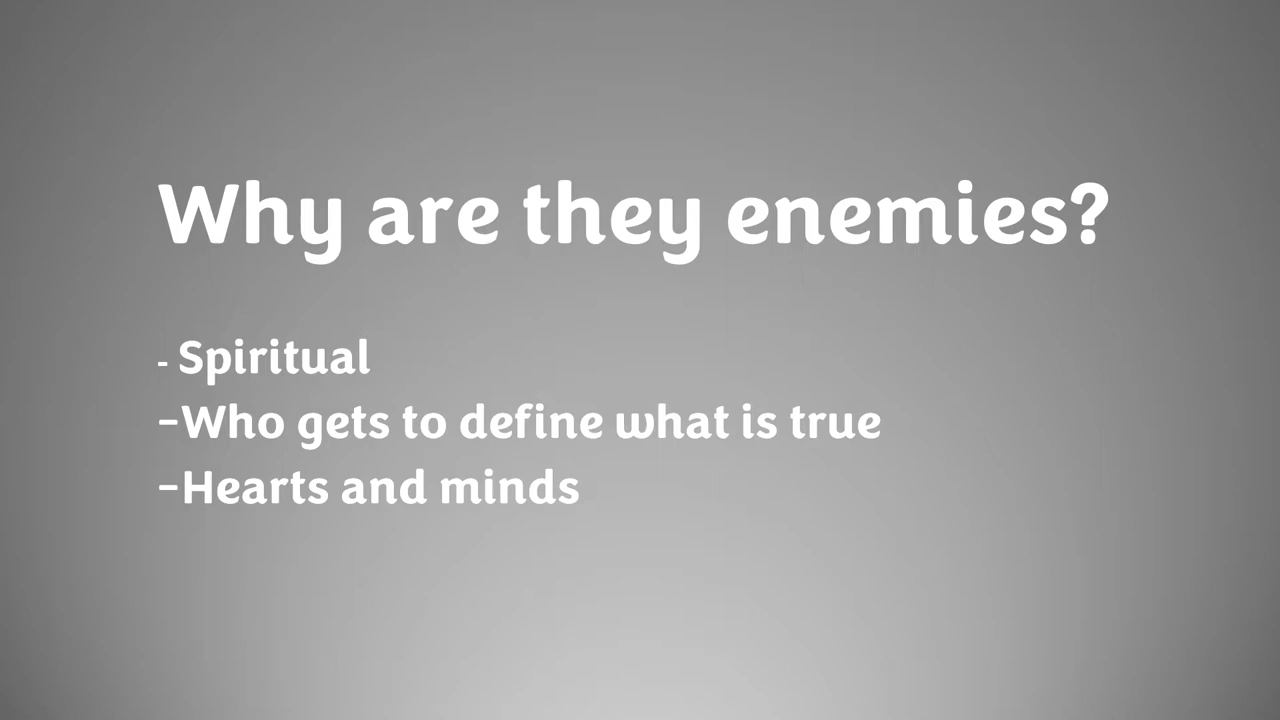 Why are they enemies?
- Spiritual
-Who gets to define what is true
-Hearts and minds